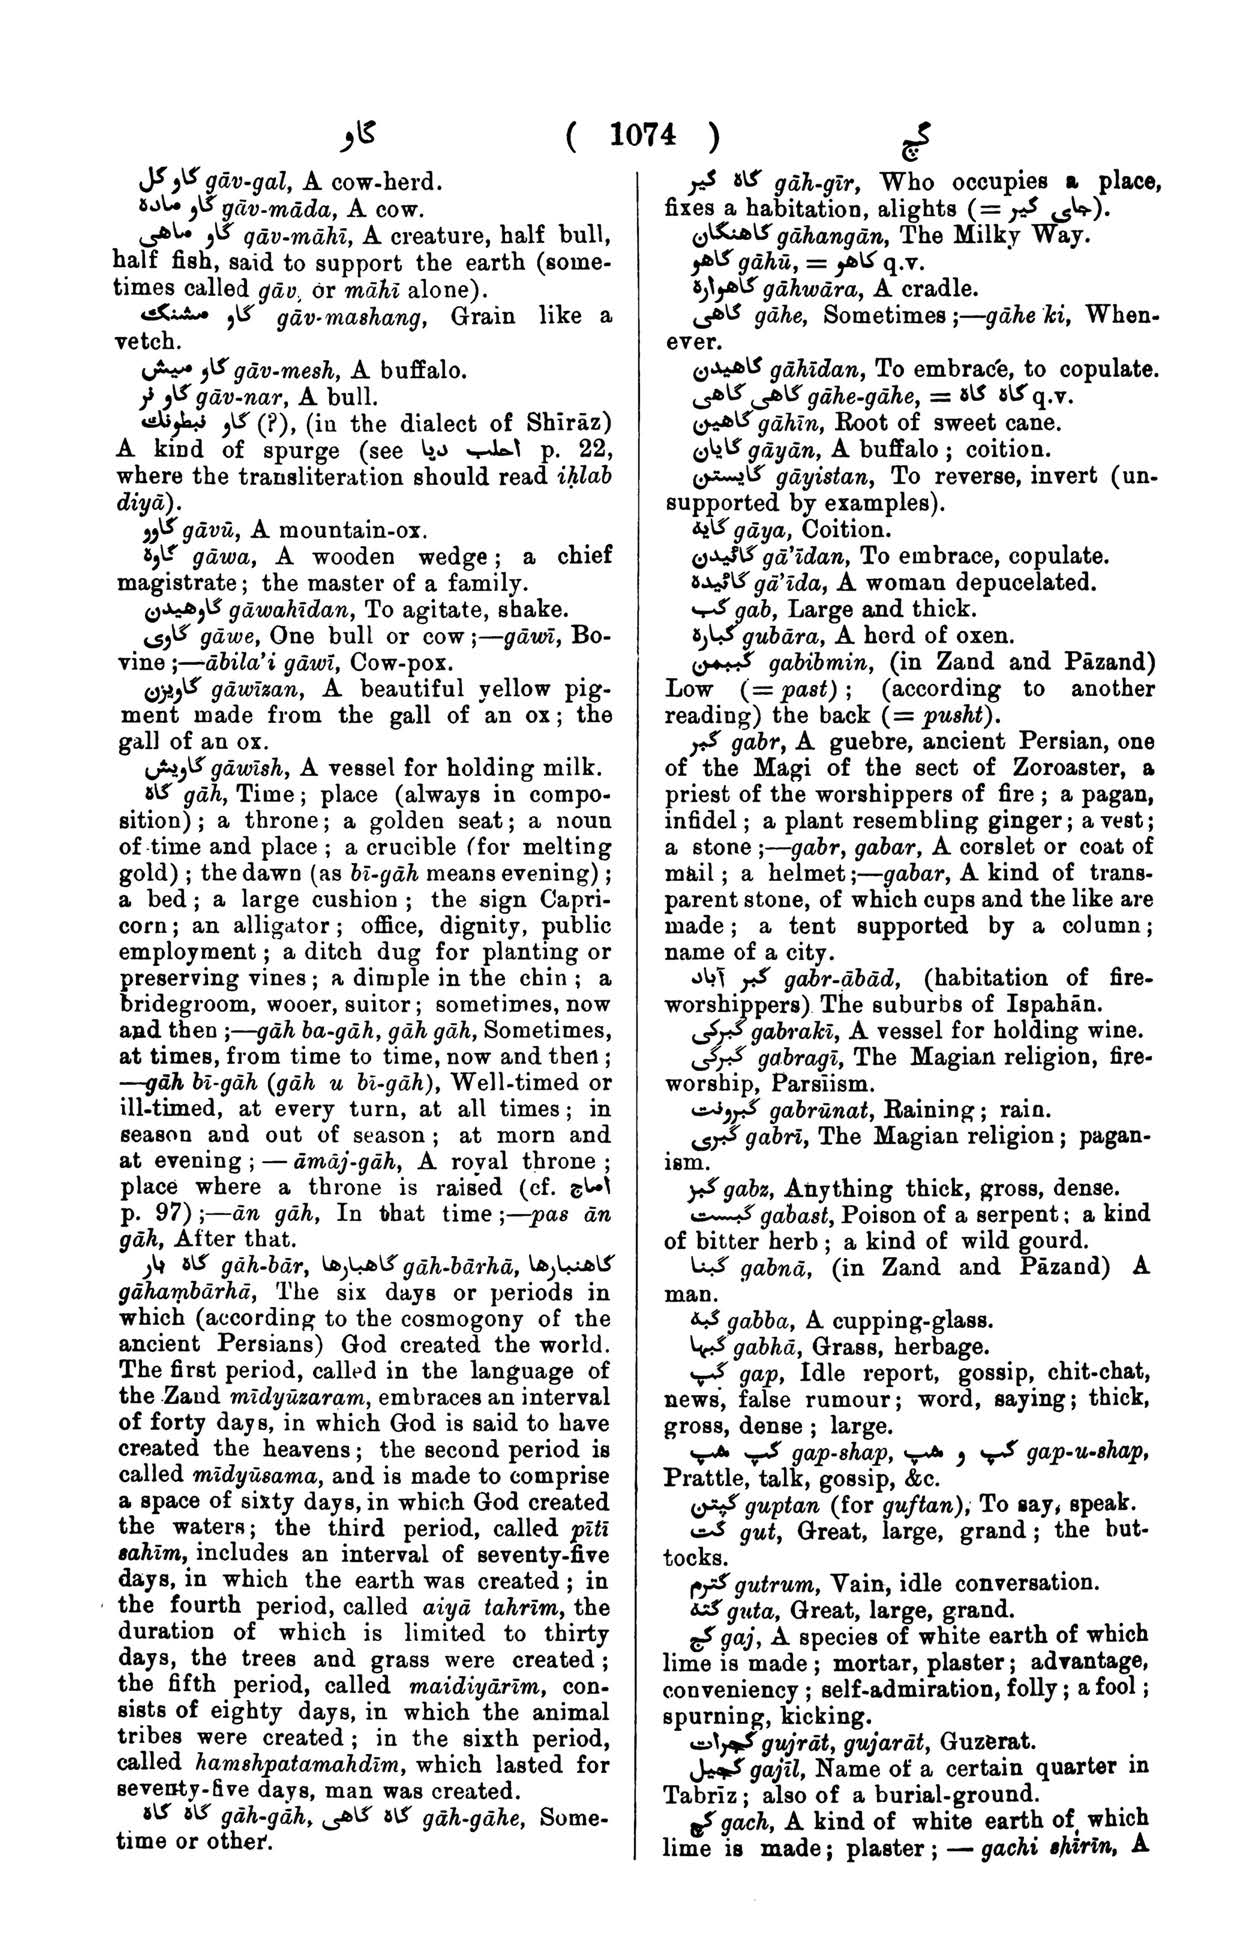 گاو ( 1074 ) گچ
گاو گل gāv-gal, A cow-herd.
گاو ماده gāv-māda, A cow.
گاو ماهی gāv-māhī, A creature, half bull,
half fish, said to support the earth (some-
times called gāv, or māhī alone).
گاو مشنگ gāv-mashang, Grain like a
vetch.
گاو میش gāv-mesh, A buffalo.
گاو نر gāv-nar, A bull.
گاو (?), (in the dialect of Shīrāz)
A kind of spurge (see احلب دیا p. 22,
where the transliteration should read iḥlab
diyā).
گاوو gāvū, A mountain-ox.
گاوه gāwa, A wooden wedge; a chief
magistrate; the master of a family.
گاوهیدن gāwahīdan, To agitate, shake.
گاوی gāwe, One bull or cow;—gāwī, Bo-
vine;—ābila'i gāwī, Cow-pox.
گاویزن gāwīzan, A beautiful yellow pig-
ment made from the gall of an ox; the
gall of an ox.
گاویش gāwīsh, A vessel for holding milk.
گاه gāh, Time; place (always in compo-
sition); a throne; a golden seat; a noun
of time and place; a crucible (for melting
gold); the dawn (as bī-gāh means evening);
a bed; a large cushion; the sign Capri-
corn; an alligator; office, dignity, public
employment; a ditch dug for planting or
preserving vines; a dimple in the chin; a
bridegroom, wooer, suitor; sometimes, now
and then;—gāh ba-gāh, gāh gāh, Sometimes,
at times, from time to time, now and then;
—gāh bī-gāh (gāh u bī-gāh), Well-timed or
ill-timed, at every turn, at all times; in
season and out of season; at morn and
at evening;—āmāj-gāh, A royal throne;
place where a throne is raised (cf. آماج
p. 97);—ān gāh, In that time;—pas ān
gāh, After that.
گاه بار gāh-bār, گاهبارها gāh-bārhā, گاهنبارها
gāhaṃbārhā, The six days or periods in
which (according to the cosmogony of the
ancient Persians) God created the world.
The first period, called in the language of
the Zand mīdyūzaram, embraces an interval
of forty days, in which God is said to have
created the heavens; the second period is
called mīdyūsama, and is made to comprise
a space of sixty days, in which God created
the waters; the third period, called pītī
sahīm, includes an interval of seventy-five
days, in which the earth was created; in
the fourth period, called aiyā tahrīm, the
duration of which is limited to thirty
days, the trees and grass were created;
the fifth period, called maidiyārīm, con-
sists of eighty days, in which the animal
tribes were created; in the sixth period,
called hamshpatamahdīm, which lasted for
seventy-five days, man was created.
گاه گاه gāh-gāh, گاه گاهی gāh-gāhe, Some-
time or other.
گاه گیر gāh-gīr, Who occupies a place,
fixes a habitation, alights (= جای گیر).
گاهنگان gāhangān, The Milky Way.
گاهو gāhū, = کاهو q.v.
گاهواره gāhwāra, A cradle.
گاهی gāhe, Sometimes;—gāhe ki, When-
ever.
گاهیدن gāhīdan, To embrace, to copulate.
گاهی گاهی gāhe-gāhe, = گاه گاه q.v.
گاهین gāhīn, Root of sweet cane.
گایان gāyān, A buffalo; coition.
گایستن gāyistan, To reverse, invert (un-
supported by examples).
گایه gāya, Coition.
گائیدن gā'īdan, To embrace, copulate.
گائیده gā'īda, A woman depucelated.
گب gab, Large and thick.
گباره gubāra, A herd of oxen.
گببمن gabibmin, (in Zand and Pāzand)
Low (= past); (according to another
reading) the back (= pusht).
گبر gabr, A guebre, ancient Persian, one
of the Magi of the sect of Zoroaster, a
priest of the worshippers of fire; a pagan,
infidel; a plant resembling ginger; a vest;
a stone;—gabr, gabar, A corslet or coat of
mail; a helmet;—gabar, A kind of trans-
parent stone, of which cups and the like are
made; a tent supported by a column;
name of a city.
گبر آباد gabr-ābād, (habitation of fire-
worshippers) The suburbs of Ispahān.
گبرکی gabrakī, A vessel for holding wine.
گبرگی gabragī, The Magian religion, fire-
worship, Parsīism.
گبرونت gabrūnat, Raining; rain.
گبری gabrī, The Magian religion; pagan-
ism.
گبز gabz, Anything thick, gross, dense.
گبست gabast, Poison of a serpent; a kind
of bitter herb; a kind of wild gourd.
گبنا gabnā, (in Zand and Pāzand) A
man.
گبه gabba, A cupping-glass.
گبها gabhā, Grass, herbage.
گپ gap, Idle report, gossip, chit-chat,
news, false rumour; word, saying; thick,
gross, dense; large.
گپ شپ gap-shap, گپ و شپ gap-u-shap,
Prattle, talk, gossip, &c.
گپتن guptan (for guftan), To say, speak.
گت gut, Great, large, grand; the but-
tocks.
گترم gutrum, Vain, idle conversation.
گته guta, Great, large, grand.
گج gaj, A species of white earth of which
lime is made; mortar, plaster; advantage,
conveniency; self-admiration, folly; a fool;
spurning, kicking.
گجرات gujrāt, gujarāt, Guzerat.
گجیل gajīl, Name of a certain quarter in
Tabrīz; also of a burial-ground.
گچ gach, A kind of white earth of which
lime is made; plaster;—gachi shīrīn, A